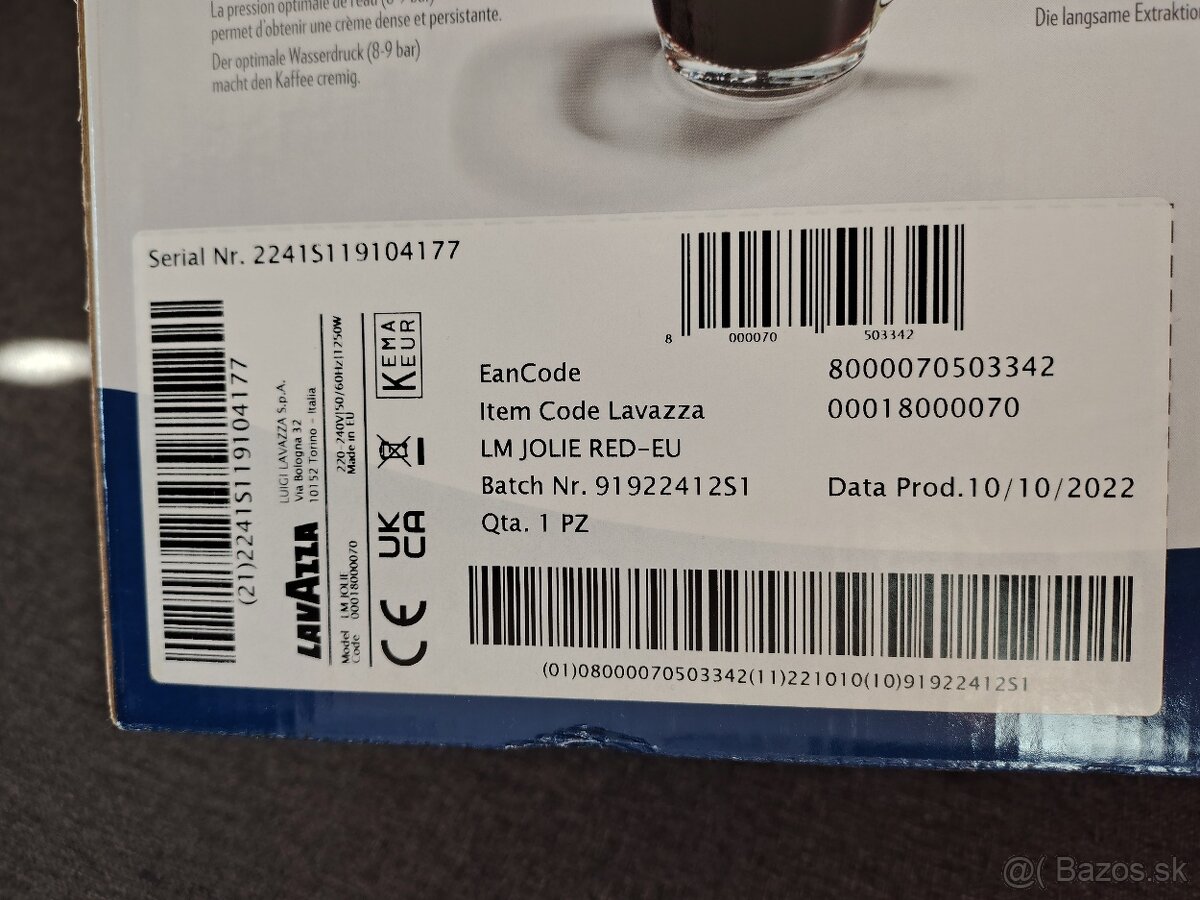 La pression optimale de l'eau (8-9 bar)
permet d'obtenir une crème dense et persistante.
Der optimale Wasserdruck (8-9 bar)
macht den Kaffee cremig.
Die langsame
Serial Nr. 2241S119104177
8 000070 503342
(21)2241S119104177
LAVAZZA
LUIGI LAVAZZA S.p.A.
Via Bologna 32
10152 Torino - Italia
220-240V|50/60Hz|1250W
Made in EU
Model LM JOLIE
Code 00018000070
KEMA
KEUR
UK
CA
CE
EanCode 8000070503342
Item Code Lavazza 00018000070
LM JOLIE RED-EU
Batch Nr. 91922412S1 Data Prod.10/10/2022
Qta. 1 PZ
(01)08000070503342(11)221010(10)91922412S1
@( Bazos.sk